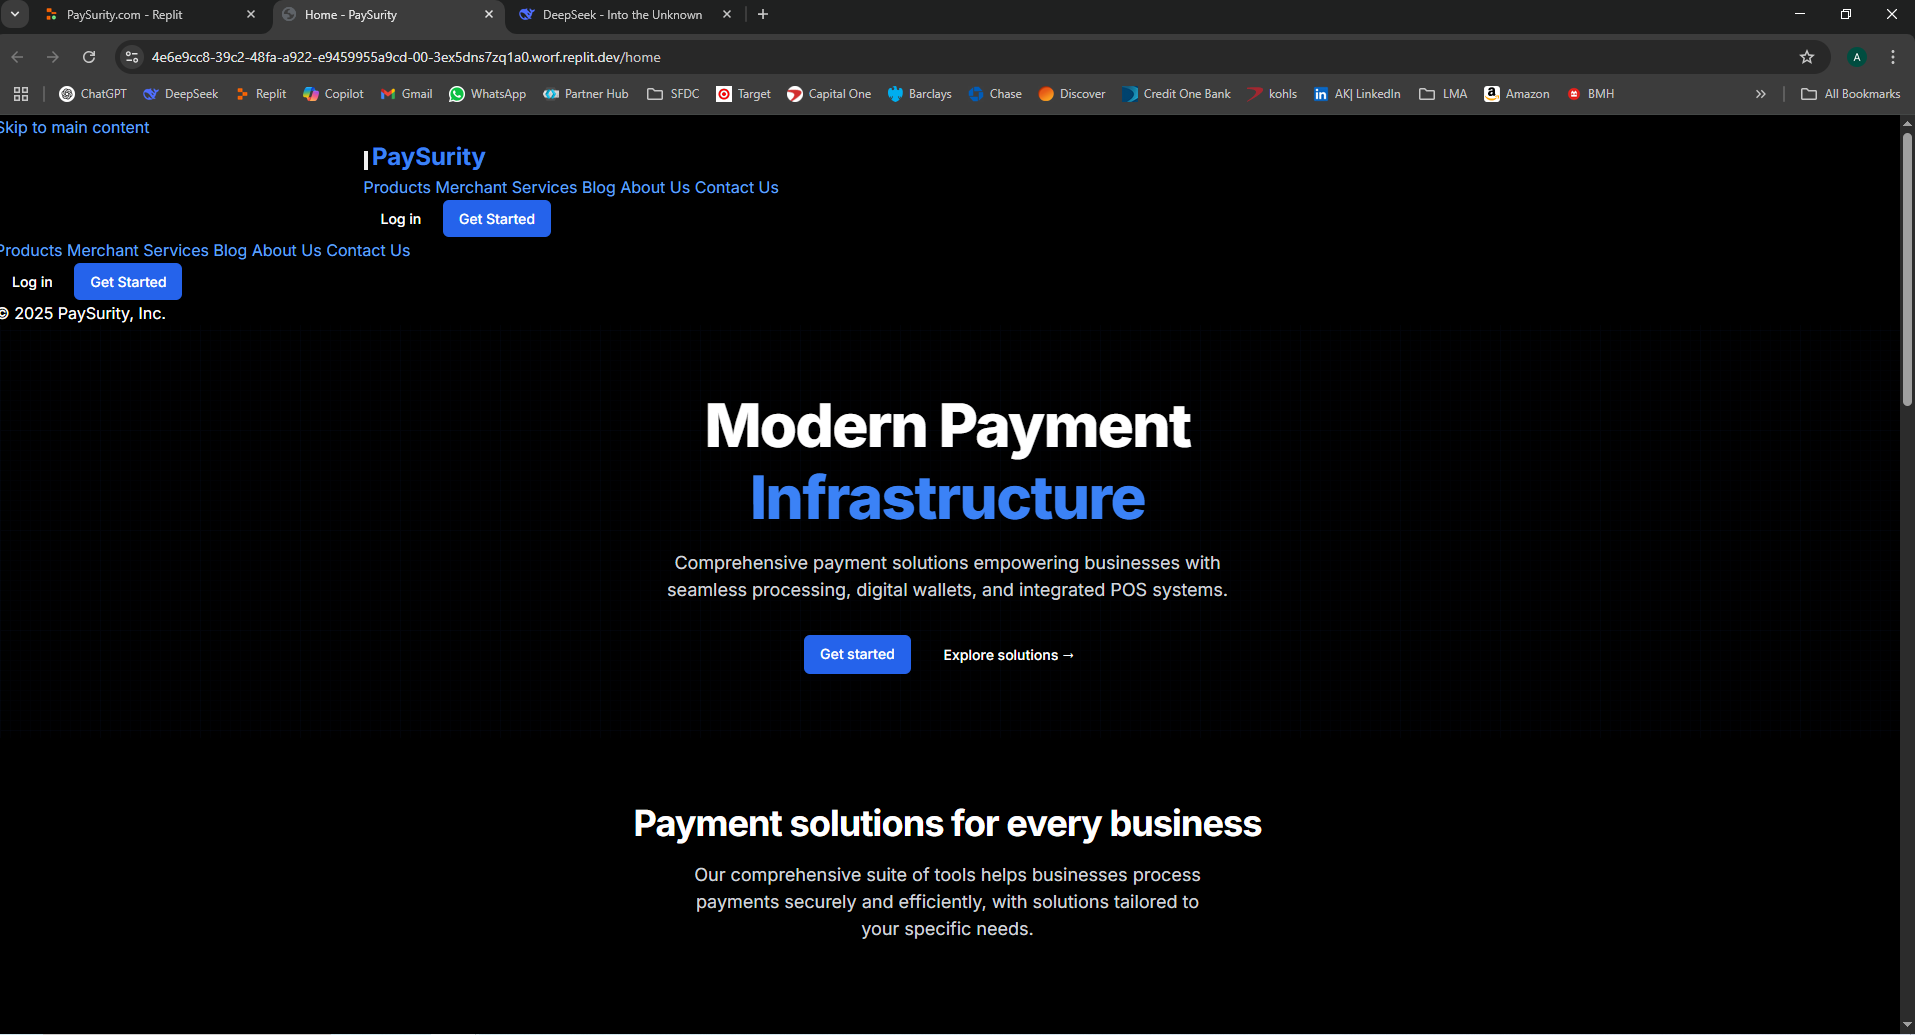 PaySurity.com - Replit
Home - PaySurity
DeepSeek - Into the Unknown
4e6e9cc8-39c2-48fa-a922-e9459955a9cd-00-3ex5dns7zq1a0.worf.replit.dev/home
A
ChatGPT DeepSeek Replit Copilot Gmail WhatsApp Partner Hub SFDC Target Capital One Barclays Chase Discover Credit One Bank kohls AK| LinkedIn LMA Amazon BMH » All Bookmarks
Skip to main content
PaySurity
Products Merchant Services Blog About Us Contact Us
Log in Get Started
Products Merchant Services Blog About Us Contact Us
Log in Get Started
© 2025 PaySurity, Inc.
Modern Payment
Infrastructure
Comprehensive payment solutions empowering businesses with
seamless processing, digital wallets, and integrated POS systems.
Get started Explore solutions →
Payment solutions for every business
Our comprehensive suite of tools helps businesses process
payments securely and efficiently, with solutions tailored to
your specific needs.